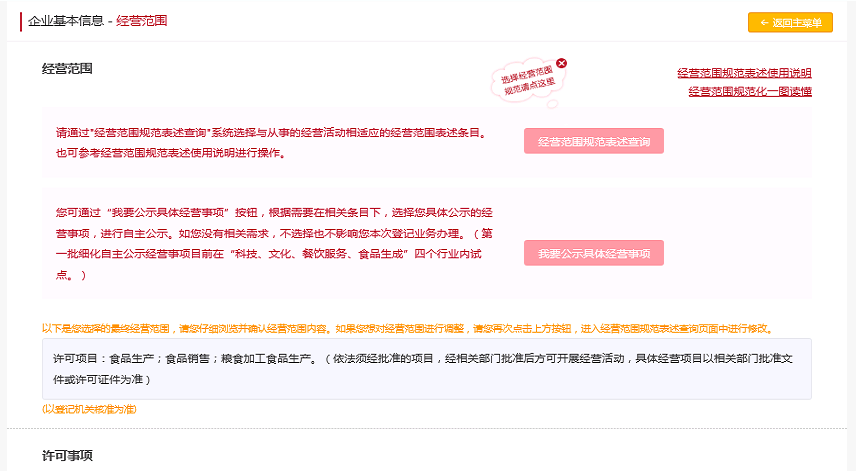 企业基本信息 - 经营范围
← 返回主菜单
经营范围
选择经营范围
规范请点这里
经营范围规范表述使用说明
经营范围规范化一图读懂
请通过"经营范围规范表述查询"系统选择与从事的经营活动相适应的经营范围表述条目。
也可参考经营范围规范表述使用说明进行操作。
经营范围规范表述查询
您可通过“我要公示具体经营事项”按钮，根据需要在相关条目下，选择您具体公示的经
营事项，进行自主公示。如您没有相关需求，不选择也不影响您本次登记业务办理。（第
一批细化自主公示经营事项目前在“科技、文化、餐饮服务、食品生成”四个行业内试
点。）
我要公示具体经营事项
以下是您选择的最终经营范围，请您仔细浏览并确认经营范围内容。如果您想对经营范围进行调整，请您再次点击上方按钮，进入经营范围规范表述查询页面中进行修改。
许可项目：食品生产；食品销售；粮食加工食品生产。（依法须经批准的项目，经相关部门批准后方可开展经营活动，具体经营项目以相关部门批准文
件或许可证件为准）
(以登记机关核准为准)
许可事项